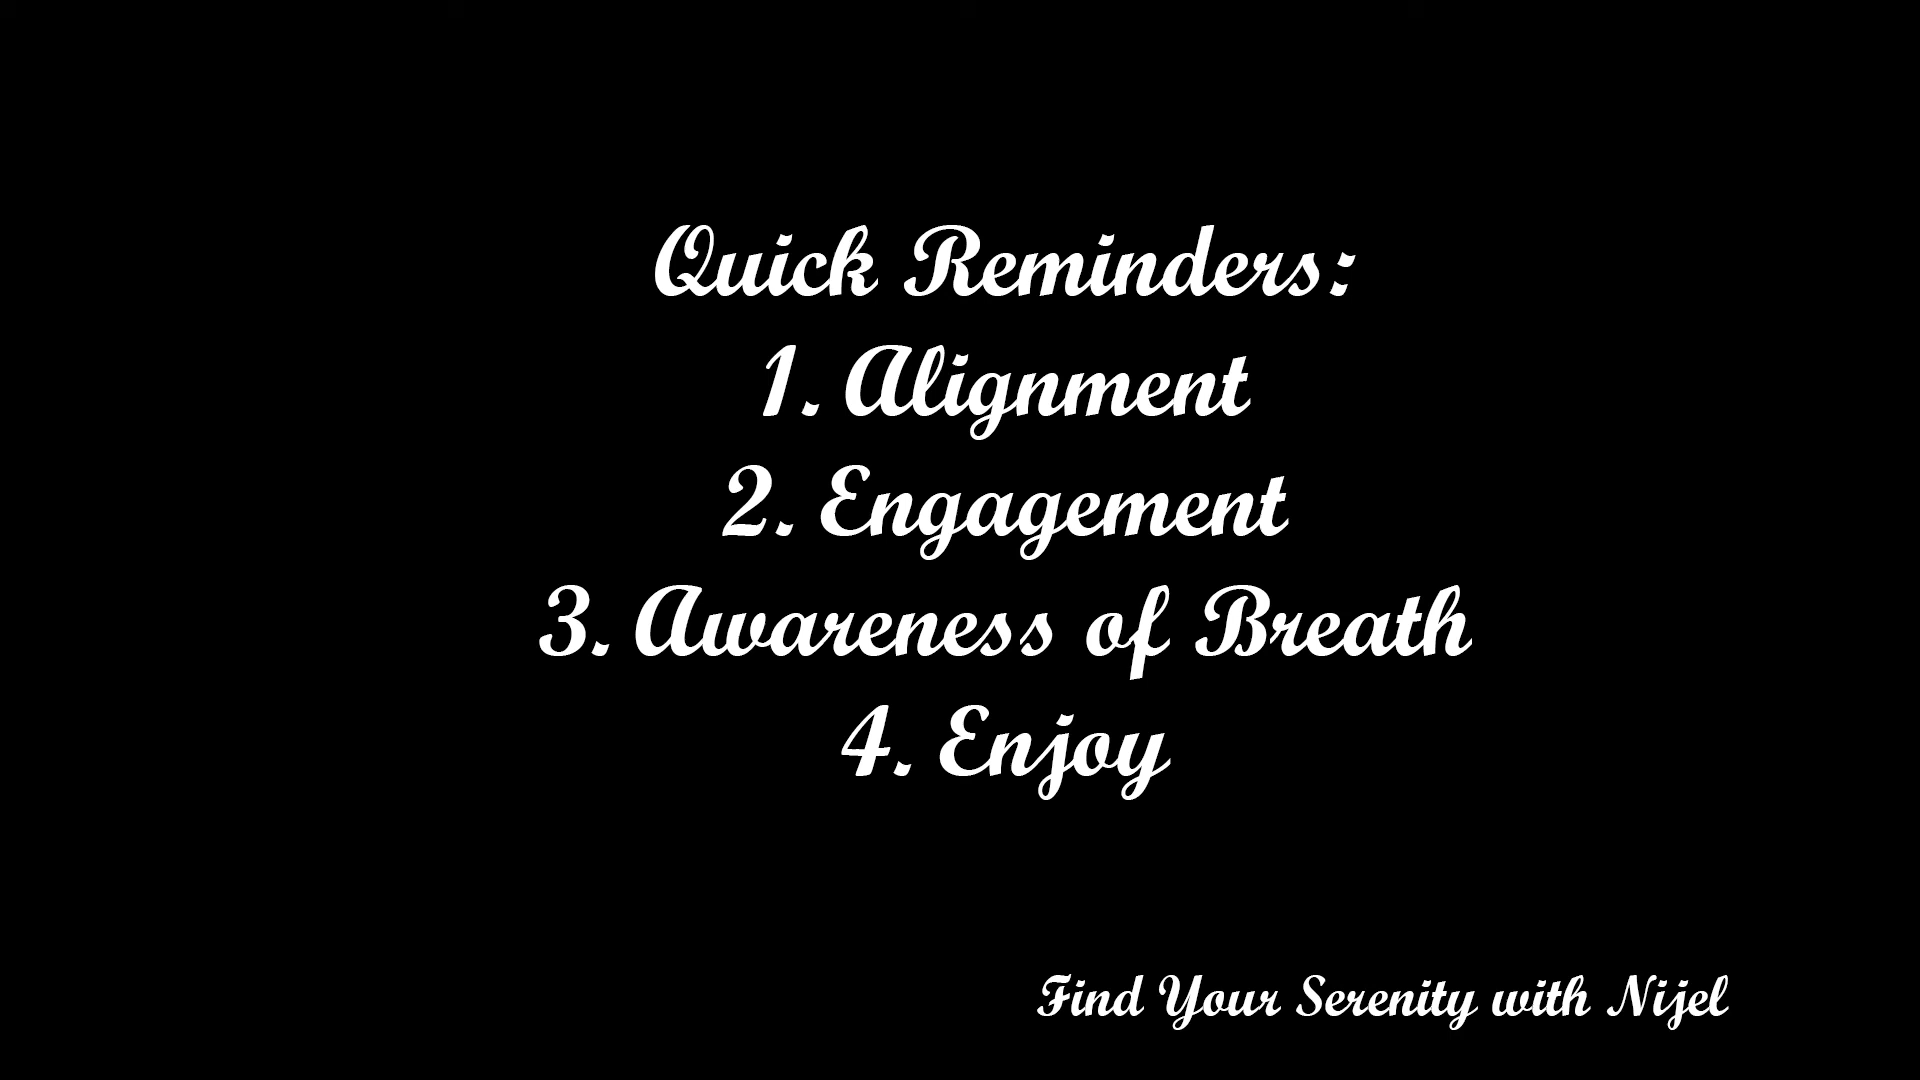 Quick Reminders:
1. Alignment
2. Engagement
3. Awareness of Breath
4. Enjoy
Find Your Serenity with Nijel